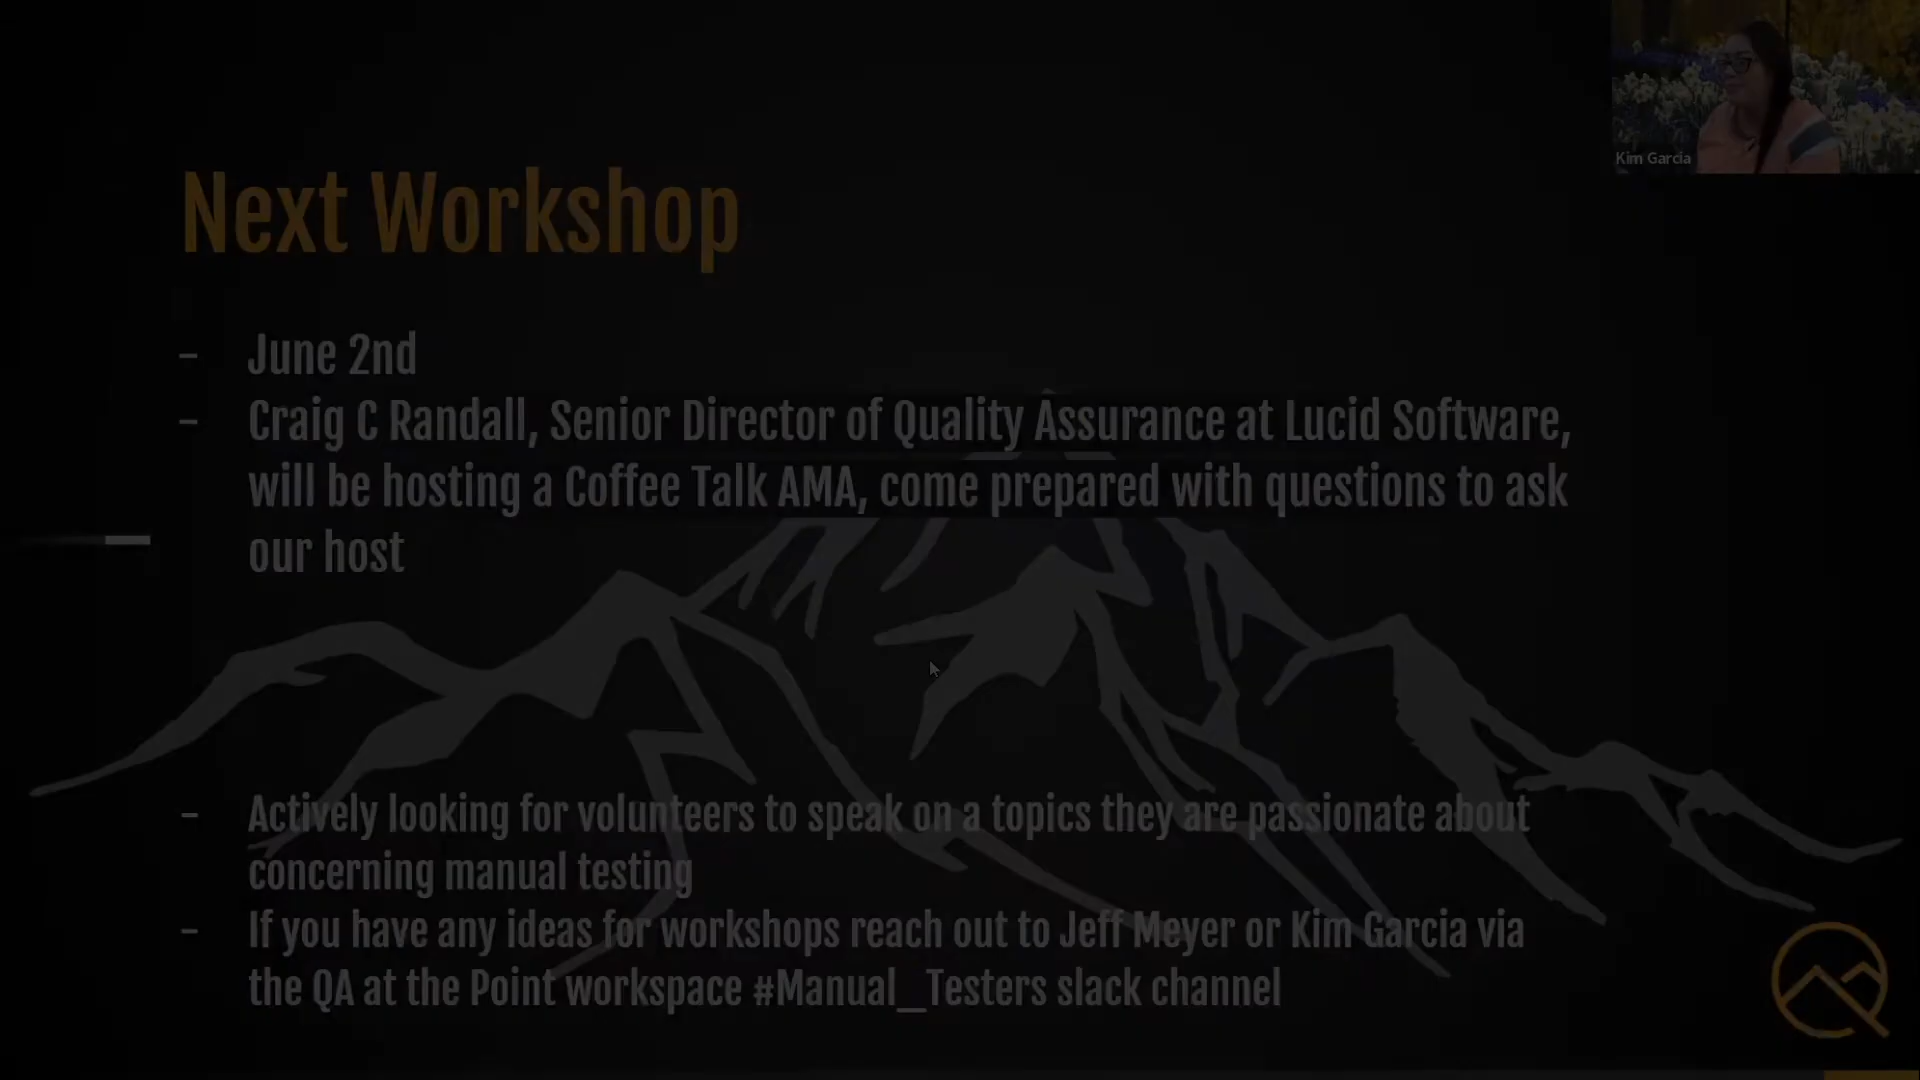 Kim Garcia
Next Workshop
- June 2nd
- Craig C Randall, Senior Director of Quality Assurance at Lucid Software,
will be hosting a Coffee Talk AMA, come prepared with questions to ask
our host
- Actively looking for volunteers to speak on a topics they are passionate about
concerning manual testing
- If you have any ideas for workshops reach out to Jeff Meyer or Kim Garcia via
the QA at the Point workspace #Manual_Testers slack channel